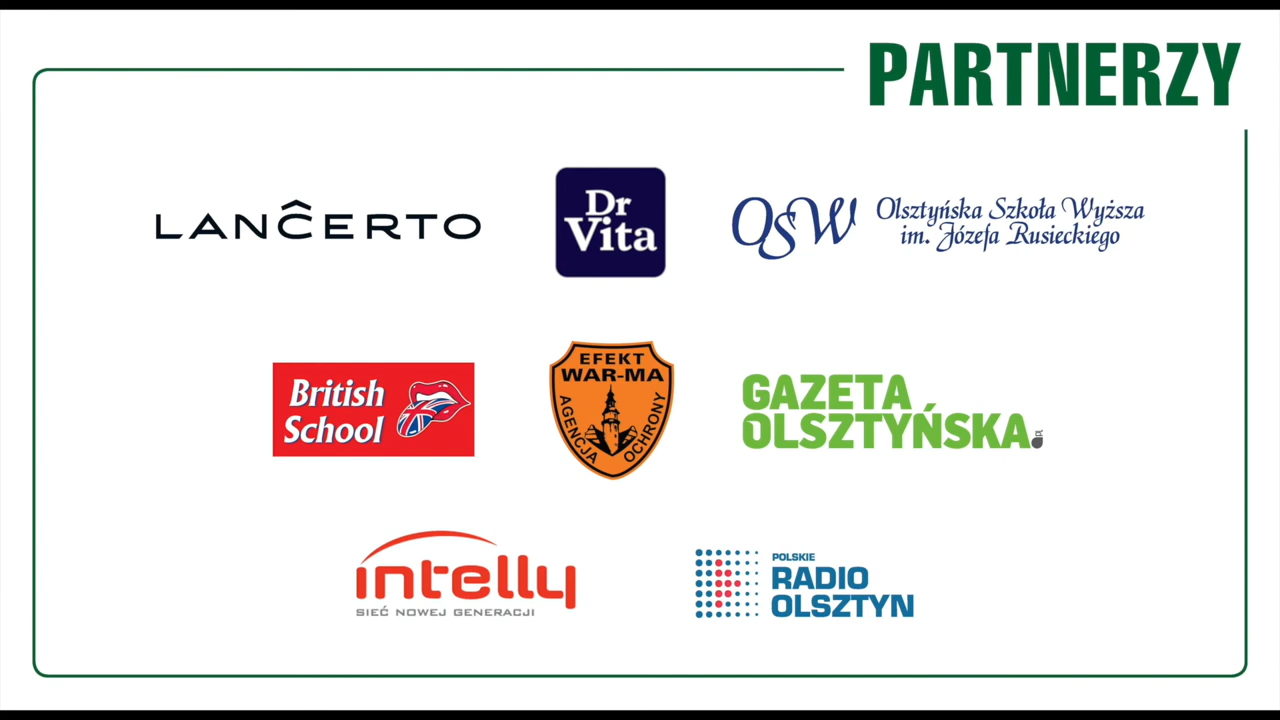 PARTNERZY
LANĈERTO
Dr
Vita
OSW
Olsztyńska Szkoła Wyższa
im. Józefa Rusieckiego
British
School
EFEKT
WAR-MA
AGENCJA
OCHRONY
GAZETA
OLSZTYŃSKA.PL
intelly
SIEĆ NOWEJ GENERACJI
POLSKIE
RADIO
OLSZTYN